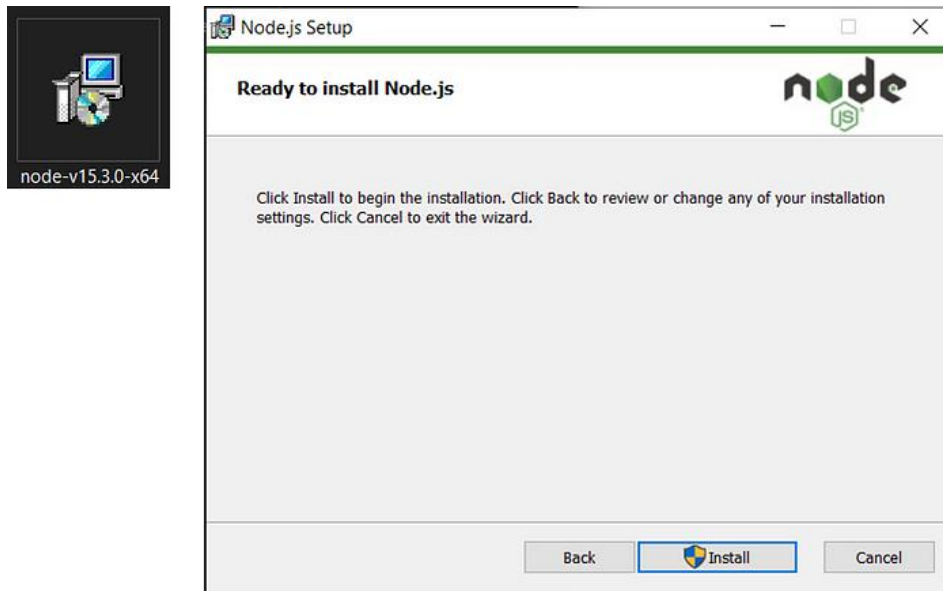 node-v15.3.0-x64
Node.js Setup
Ready to install Node.js
node
JS
Click Install to begin the installation. Click Back to review or change any of your installation
settings. Click Cancel to exit the wizard.
Back
Install
Cancel